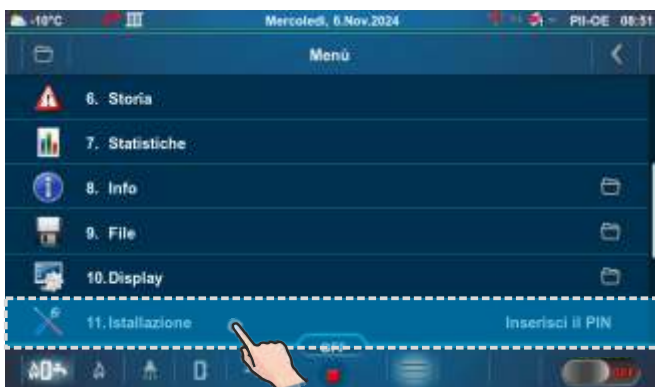 -10°C Mercoledì, 6.Nov.2024 PII-OE 08:51
Menù
6. Storia
7. Statistiche
8. Info
9. File
10. Display
11. Istallazione Inserisci il PIN
OFF
OFF